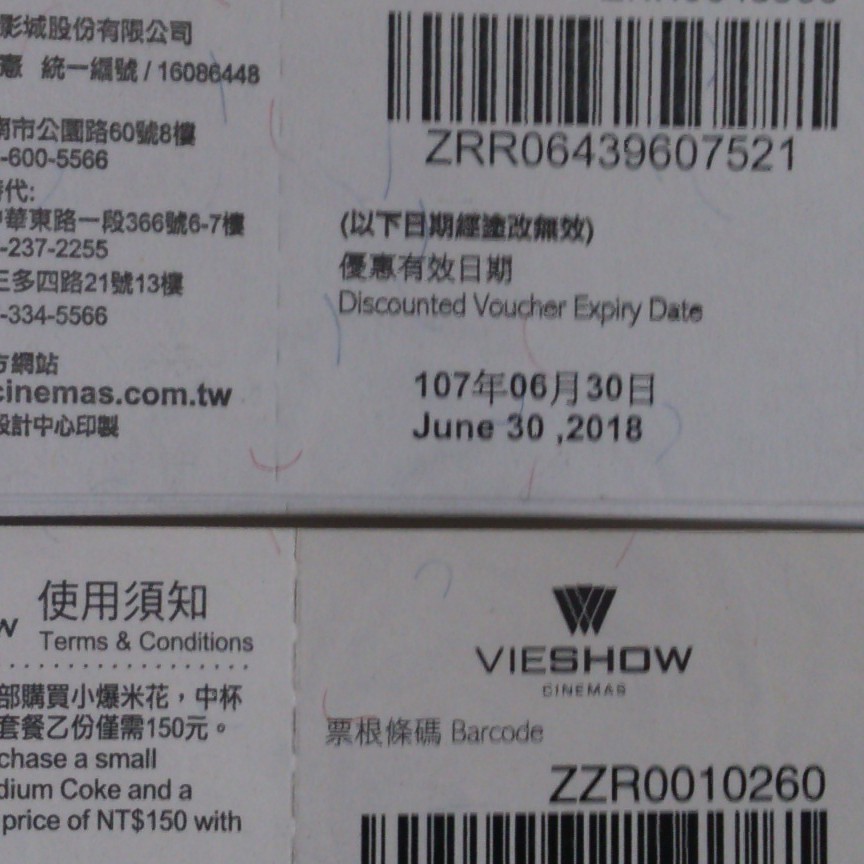 影城股份有限公司
憲 統一編號 / 16086448
南市公園路60號8樓
-600-5566
時代:
中華東路一段366號6-7樓
-237-2255
三多四路21號13樓
-334-5566
方網站
cinemas.com.tw
設計中心印製
ZRR06439607521
(以下日期經塗改無效)
優惠有效日期
Discounted Voucher Expiry Date
107年06月30日
June 30 ,2018
使用須知
Terms & Conditions
部購買小爆米花，中杯
套餐乙份僅需150元。
chase a small
dium Coke and a
price of NT$150 with
VIESHOW
CINEMAS
票根條碼 Barcode
ZZR0010260